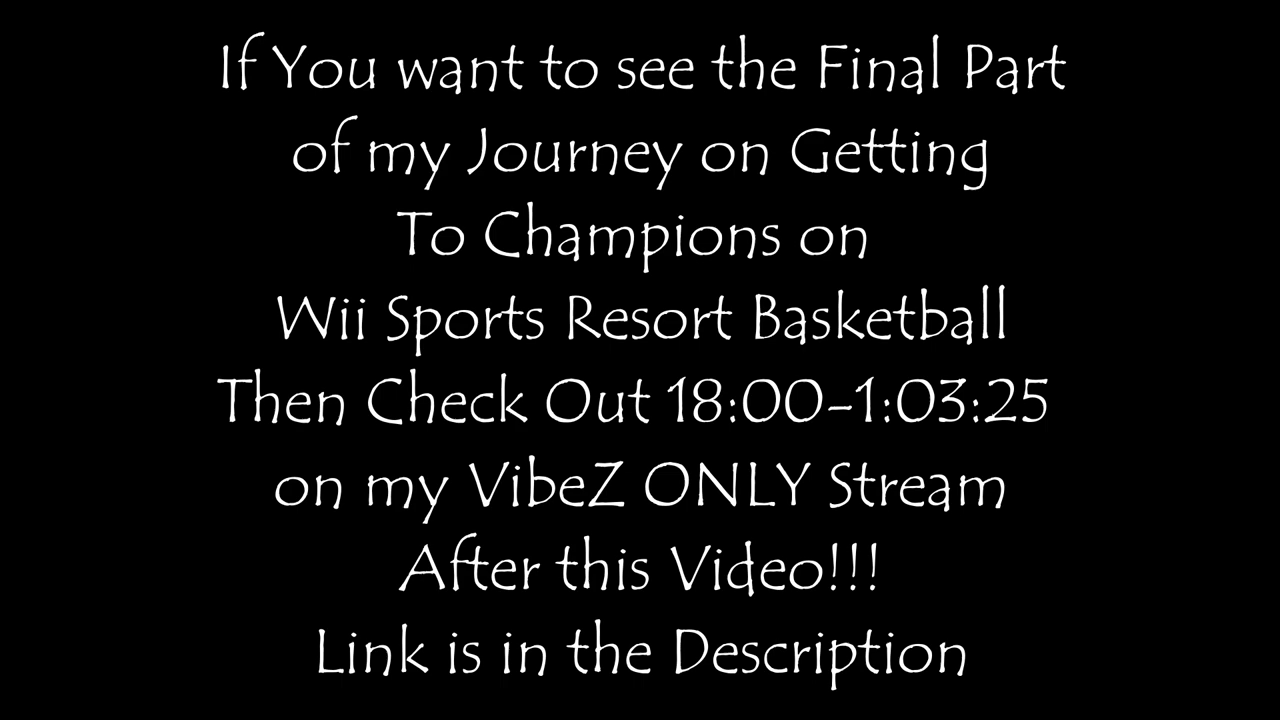 If You want to see the Final Part
of my Journey on Getting
To Champions on
Wii Sports Resort Basketball
Then Check Out 18:00-1:03:25
on my VibeZ ONLY Stream
After this Video!!!
Link is in the Description